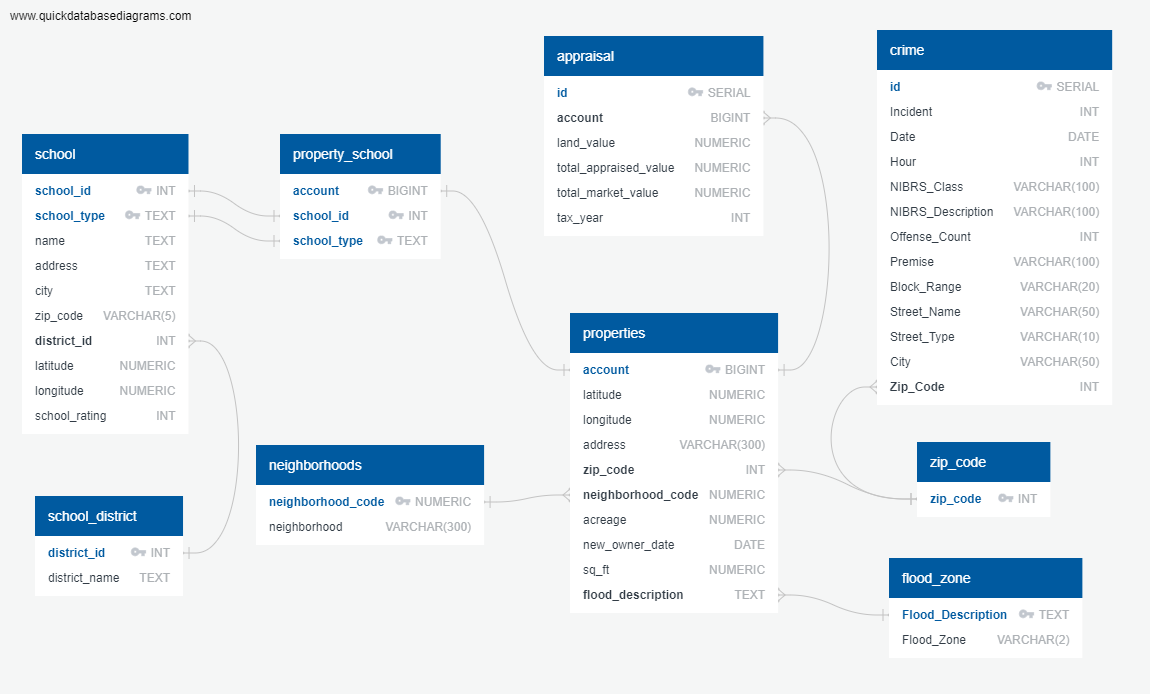 www.quickdatabasediagrams.com
school
school_id INT
school_type TEXT
name TEXT
address TEXT
city TEXT
zip_code VARCHAR(5)
district_id INT
latitude NUMERIC
longitude NUMERIC
school_rating INT
property_school
account BIGINT
school_id INT
school_type TEXT
appraisal
id SERIAL
account BIGINT
land_value NUMERIC
total_appraised_value NUMERIC
total_market_value NUMERIC
tax_year INT
crime
id SERIAL
Incident INT
Date DATE
Hour INT
NIBRS_Class VARCHAR(100)
NIBRS_Description VARCHAR(100)
Offense_Count INT
Premise VARCHAR(100)
Block_Range VARCHAR(20)
Street_Name VARCHAR(50)
Street_Type VARCHAR(10)
City VARCHAR(50)
Zip_Code INT
properties
account BIGINT
latitude NUMERIC
longitude NUMERIC
address VARCHAR(300)
zip_code INT
neighborhood_code NUMERIC
acreage NUMERIC
new_owner_date DATE
sq_ft NUMERIC
flood_description TEXT
neighborhoods
neighborhood_code NUMERIC
neighborhood VARCHAR(300)
school_district
district_id INT
district_name TEXT
zip_code
zip_code INT
flood_zone
Flood_Description TEXT
Flood_Zone VARCHAR(2)